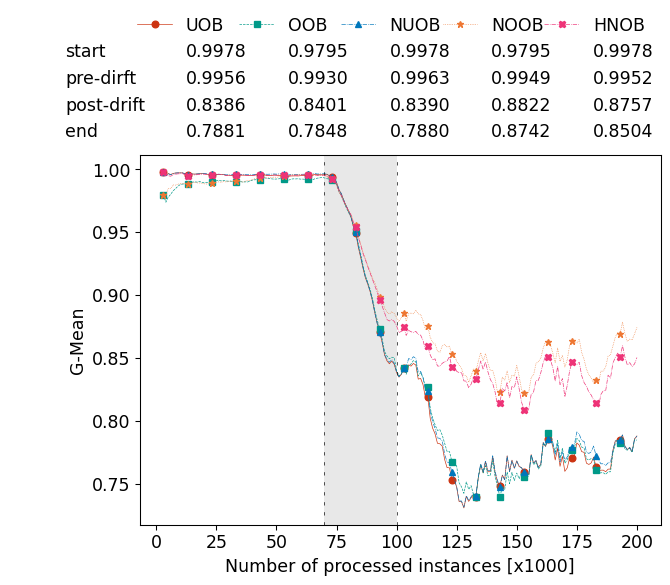 UOB OOB NUOB NOOB HNOB
start 0.9978 0.9795 0.9978 0.9795 0.9978
pre-dirft 0.9956 0.9930 0.9963 0.9949 0.9952
post-drift 0.8386 0.8401 0.8390 0.8822 0.8757
end 0.7881 0.7848 0.7880 0.8742 0.8504
1.00
0.95
0.90
0.85
0.80
0.75
G-Mean
0 25 50 75 100 125 150 175 200
Number of processed instances [x1000]